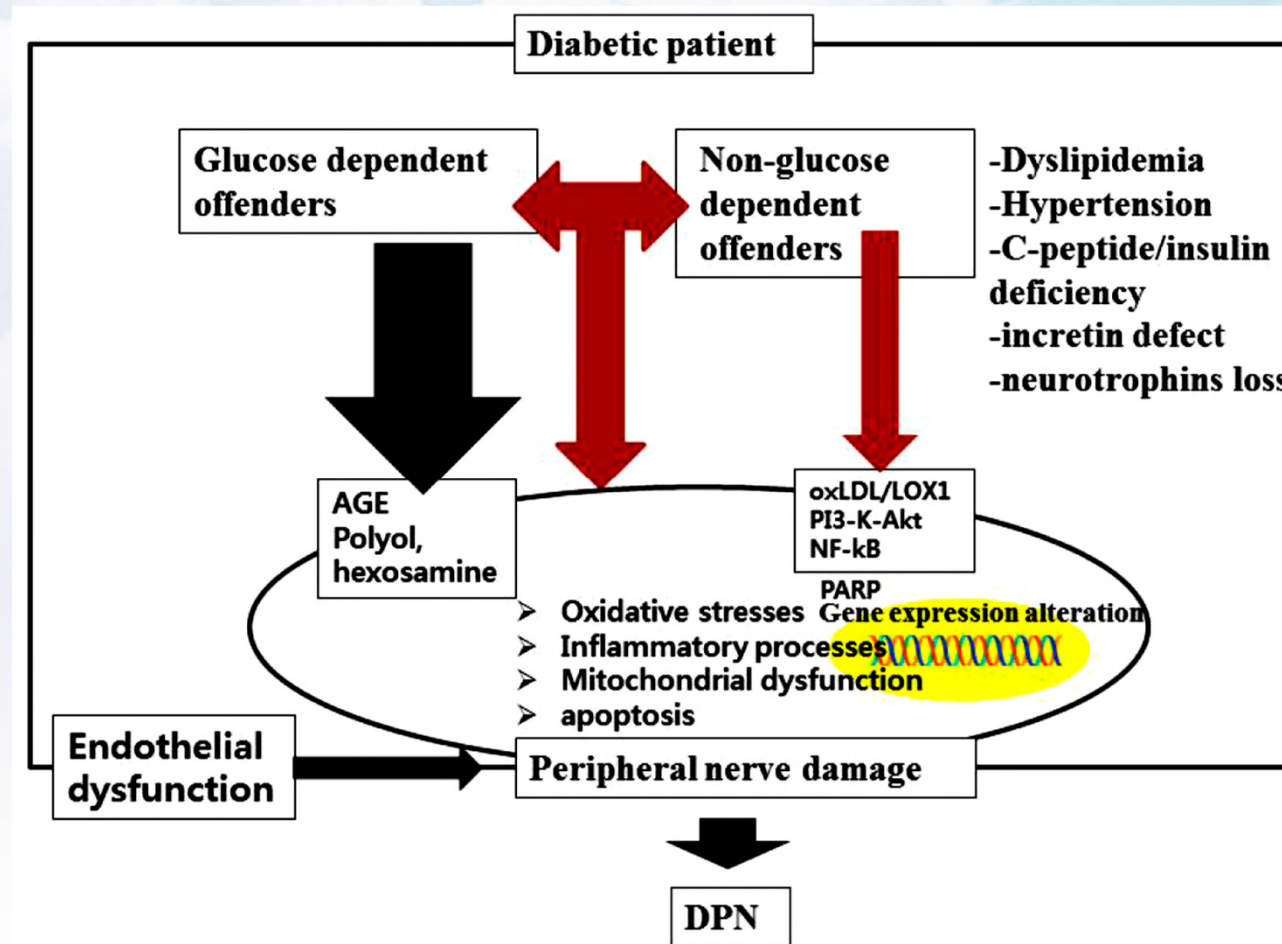 Diabetic patient
Glucose dependent
offenders
Non-glucose
dependent
offenders
-Dyslipidemia
-Hypertension
-C-peptide/insulin
deficiency
-incretin defect
-neurotrophins loss
AGE
Polyol,
hexosamine
oxLDL/LOX1
PI3-K-Akt
NF-kB
PARP
➢ Oxidative stresses
Gene expression alteration
➢ Inflammatory processes
➢ Mitochondrial dysfunction
➢ apoptosis
Endothelial
dysfunction
Peripheral nerve damage
DPN